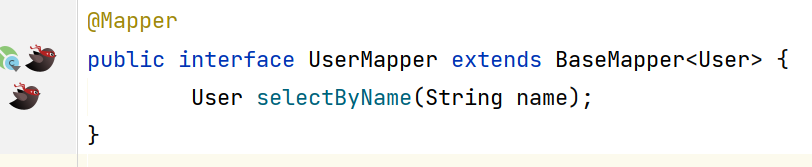 @Mapper
public interface UserMapper extends BaseMapper<User> {
User selectByName(String name);
}